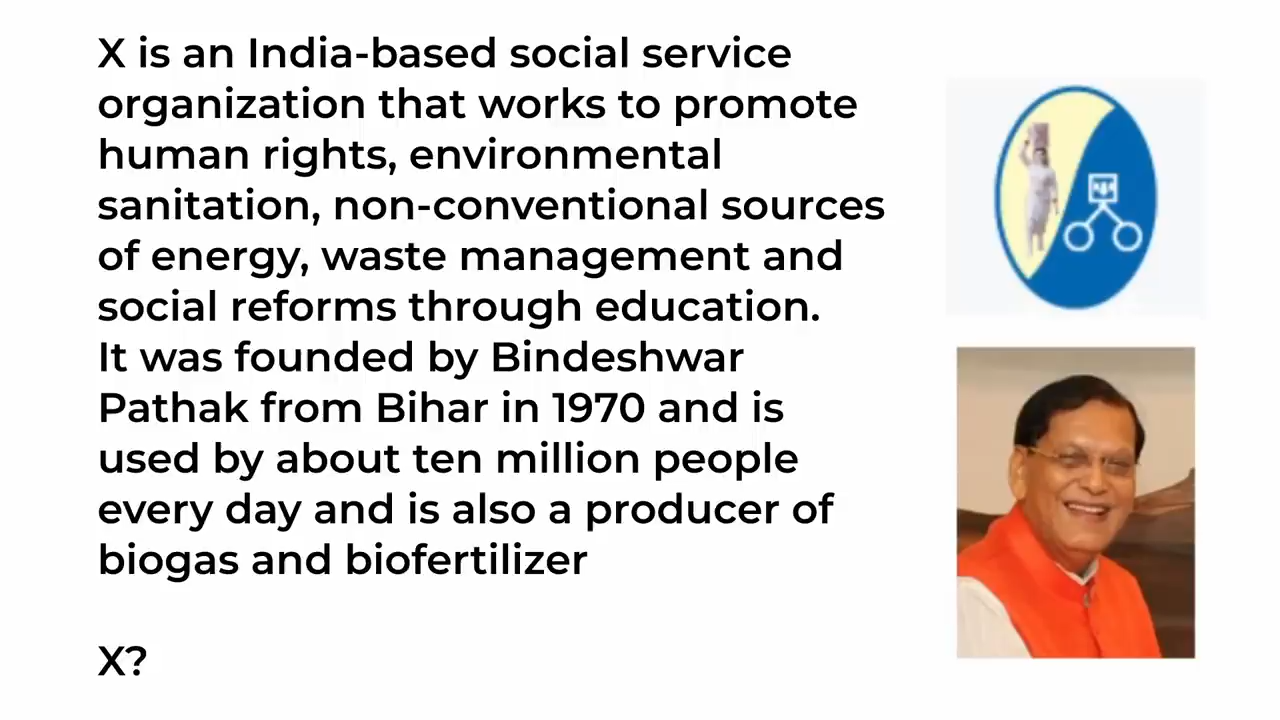 X is an India-based social service
organization that works to promote
human rights, environmental
sanitation, non-conventional sources
of energy, waste management and
social reforms through education.
It was founded by Bindeshwar
Pathak from Bihar in 1970 and is
used by about ten million people
every day and is also a producer of
biogas and biofertilizer
X?